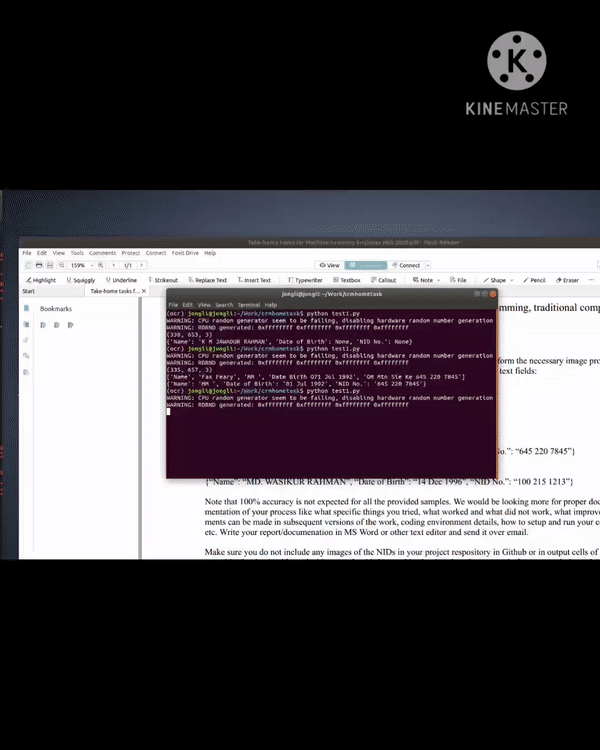 KINEMASTER
Take-home tasks for Machine Learning Engineer
File Edit View Tools Comments Protect Connect Foxit Drive Help
159% 1/1 View Comment Connect
Highlight Squiggly Underline Strikeout Replace Text Insert Text Typewriter Textbox Callout Note File Shape Pencil Eraser
Start Take-home tasks f... ×
Bookmarks
jongli@jongli: ~/Work/crmhometask
File Edit View Search Terminal Help
(ocr) jongli@jongli:~/Work/crmhometask$ python test1.py
WARNING: CPU random generator seem to be failing, disabling hardware random number generation
WARNING: RDRND generated: 0xffffffff 0xffffffff 0xffffffff 0xffffffff
(330, 652, 3)
{'Name': 'K M JAWADUR RAHMAN', 'Date of Birth': None, 'NID No.': None}
(ocr) jongli@jongli:~/Work/crmhometask$ python test1.py
WARNING: CPU random generator seem to be failing, disabling hardware random number generation
WARNING: RDRND generated: 0xffffffff 0xffffffff 0xffffffff 0xffffffff
(335, 657, 3)
['Name', 'Fax Feary', 'MM ', 'Date Birth O71 Jul 1992', 'OM Mtn Sie Ke 645 220 7845']
{'Name': 'MM ', 'Date of Birth': '01 Jul 1992', 'NID No.': '645 220 7845'}
(ocr) jongli@jongli:~/Work/crmhometask$ python test1.py
WARNING: CPU random generator seem to be failing, disabling hardware random number generation
WARNING: RDRND generated: 0xffffffff 0xffffffff 0xffffffff 0xffffffff
mming, traditional comp
form the necessary image pro
text fields:
No.": "645 220 7845"}
{"Name": "MD. WASIKUR RAHMAN", "Date of Birth": "14 Dec 1996", "NID No.": "100 215 1213"}
Note that 100% accuracy is not expected for all the provided samples. We would be looking more for proper doc
mentation of your process like what specific things you tried, what worked and what did not work, what improve
ments can be made in subsequent versions of the work, coding environment details, how to setup and run your c
etc. Write your report/documenation in MS Word or other text editor and send it over email.
Make sure you do not include any images of the NIDs in your project respository in Github or in output cells of